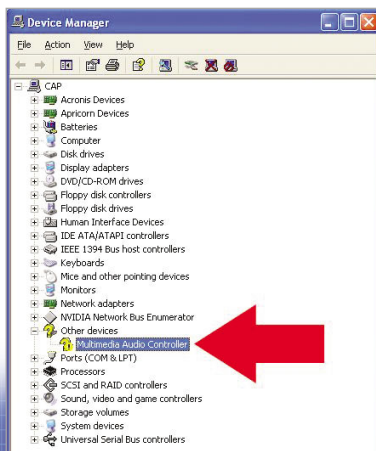 Device Manager
File Action View Help
CAP
Acronis Devices
Apricorn Devices
Batteries
Computer
Disk drives
Display adapters
DVD/CD-ROM drives
Floppy disk controllers
Floppy disk drives
Human Interface Devices
IDE ATA/ATAPI controllers
IEEE 1394 Bus host controllers
Keyboards
Mice and other pointing devices
Monitors
Network adapters
NVIDIA Network Bus Enumerator
Other devices
Multimedia Audio Controller
Ports (COM & LPT)
Processors
SCSI and RAID controllers
Sound, video and game controllers
Storage volumes
System devices
Universal Serial Bus controllers